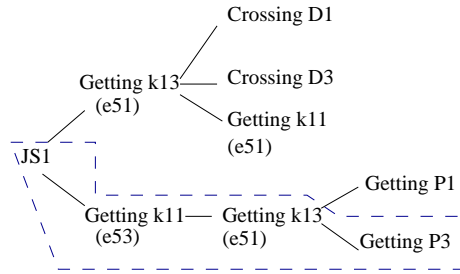 Crossing D1
Getting k13
(e51)
Crossing D3
Getting k11
(e51)
JS1
Getting P1
Getting k11
(e53)
Getting k13
(e51)
Getting P3